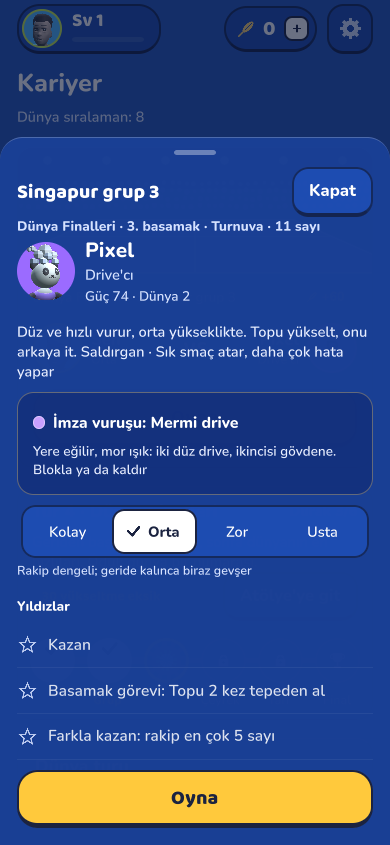 Sv 1
0
+
Kariyer
Dünya sıralaman: 8
Singapur grup 3
Kapat
Dünya Finalleri · 3. basamak · Turnuva · 11 sayı
Pixel
Drive'cı
Güç 74 · Dünya 2
Düz ve hızlı vurur, orta yükseklikte. Topu yükselt, onu
arkaya it. Saldırgan · Sık smaç atar, daha çok hata
yapar
İmza vuruşu: Mermi drive
Yere eğilir, mor ışık: iki düz drive, ikincisi gövdene.
Blokla ya da kaldır
Kolay
Orta
Zor
Usta
Rakip dengeli; geride kalınca biraz gevşer
Yıldızlar
Kazan
Basamak görevi: Topu 2 kez tepeden al
Farkla kazan: rakip en çok 5 sayı
Oyna